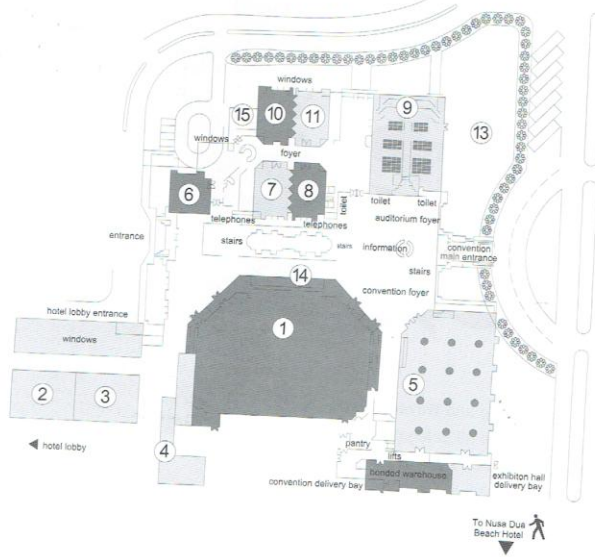 windows
15
10
11
9
13
windows
foyer
6
7
8
toilet
toilet
toilet
telephones
telephones
auditorium foyer
entrance
stairs
stairs
information
convention
main entrance
stairs
14
convention foyer
hotel lobby entrance
1
windows
2
3
5
hotel lobby
4
pantry
lifts
bonded warehouse
exhibiton hall
delivery bay
convention delivery bay
To Nusa Dua
Beach Hotel